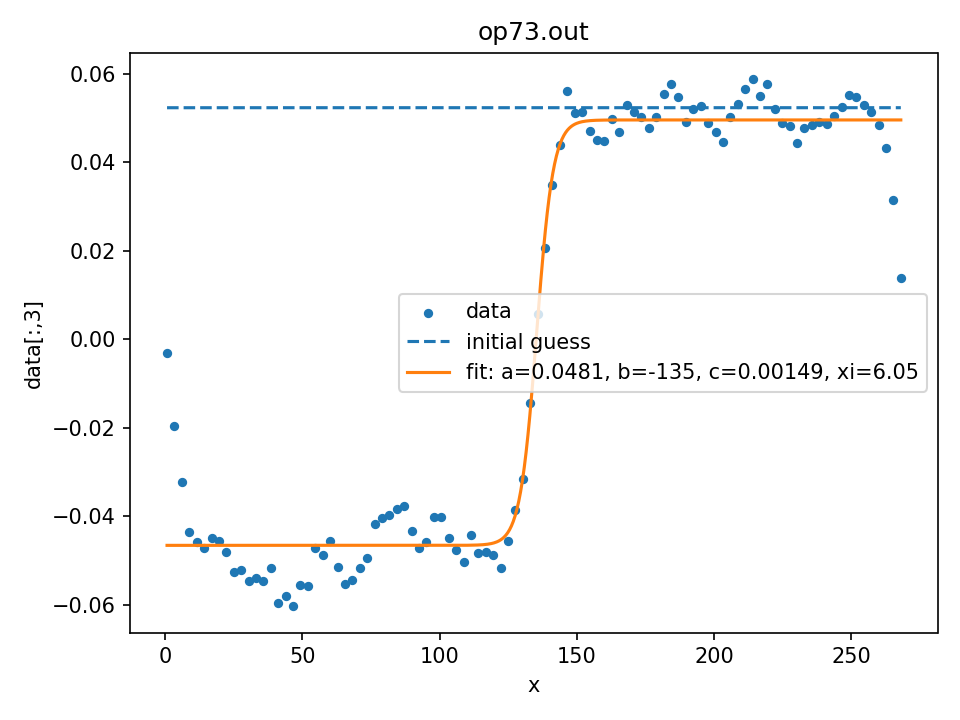 op73.out
0.06
0.04
0.02
0.00
−0.02
−0.04
−0.06
data[:,3]
data
initial guess
fit: a=0.0481, b=-135, c=0.00149, xi=6.05
0 50 100 150 200 250
x